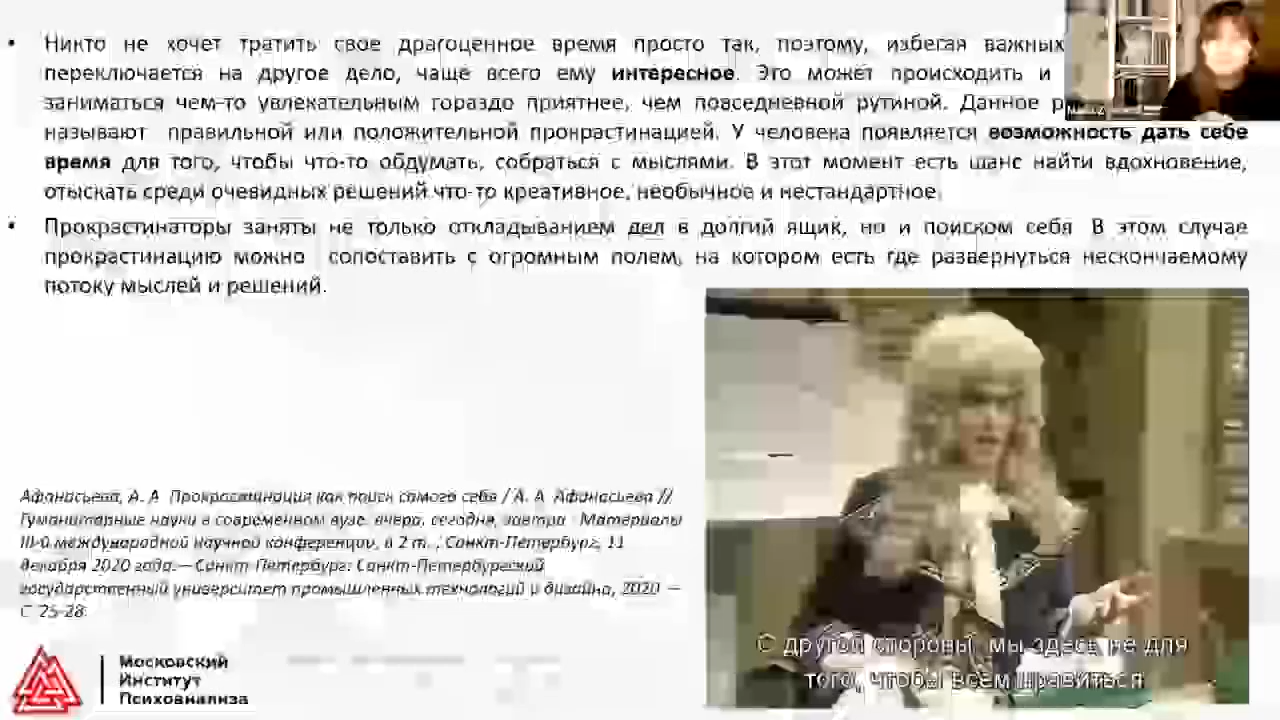 • Никто не хочет тратить свое драгоценное время просто так, поэтому, избегая важных
переключается на другое дело, чаще всего ему интересное. Это может происходить и
заниматься чем-то увлекательным гораздо приятнее, чем повседневной рутиной. Данное
называют правильной или положительной прокрастинацией. У человека появляется возможность дать себе
время для того, чтобы что-то обдумать, собраться с мыслями. В этот момент есть шанс найти вдохновение,
отыскать среди очевидных решений что-то креативное, необычное и нестандартное.
• Прокрастинаторы заняты не только откладыванием дел в долгий ящик, но и поиском себя. В этом случае
прокрастинацию можно сопоставить с огромным полем, на котором есть где развернуться нескончаемому
потоку мыслей и решений.
Афанасьева, А. А. Прокрастинация как поиск самого себя / А. А. Афанасьева //
Гуманитарные науки в современном вузе: вчера, сегодня, завтра : Материалы
III-й международной научной конференции, в 2 т., Санкт-Петербург, 11
декабря 2020 года. – Санкт-Петербург: Санкт-Петербургский
государственный университет промышленных технологий и дизайна, 2020. –
С. 25-28.
С другой стороны, мы здесь не для
того, чтобы всем нравиться
Московский
Институт
Психоанализа